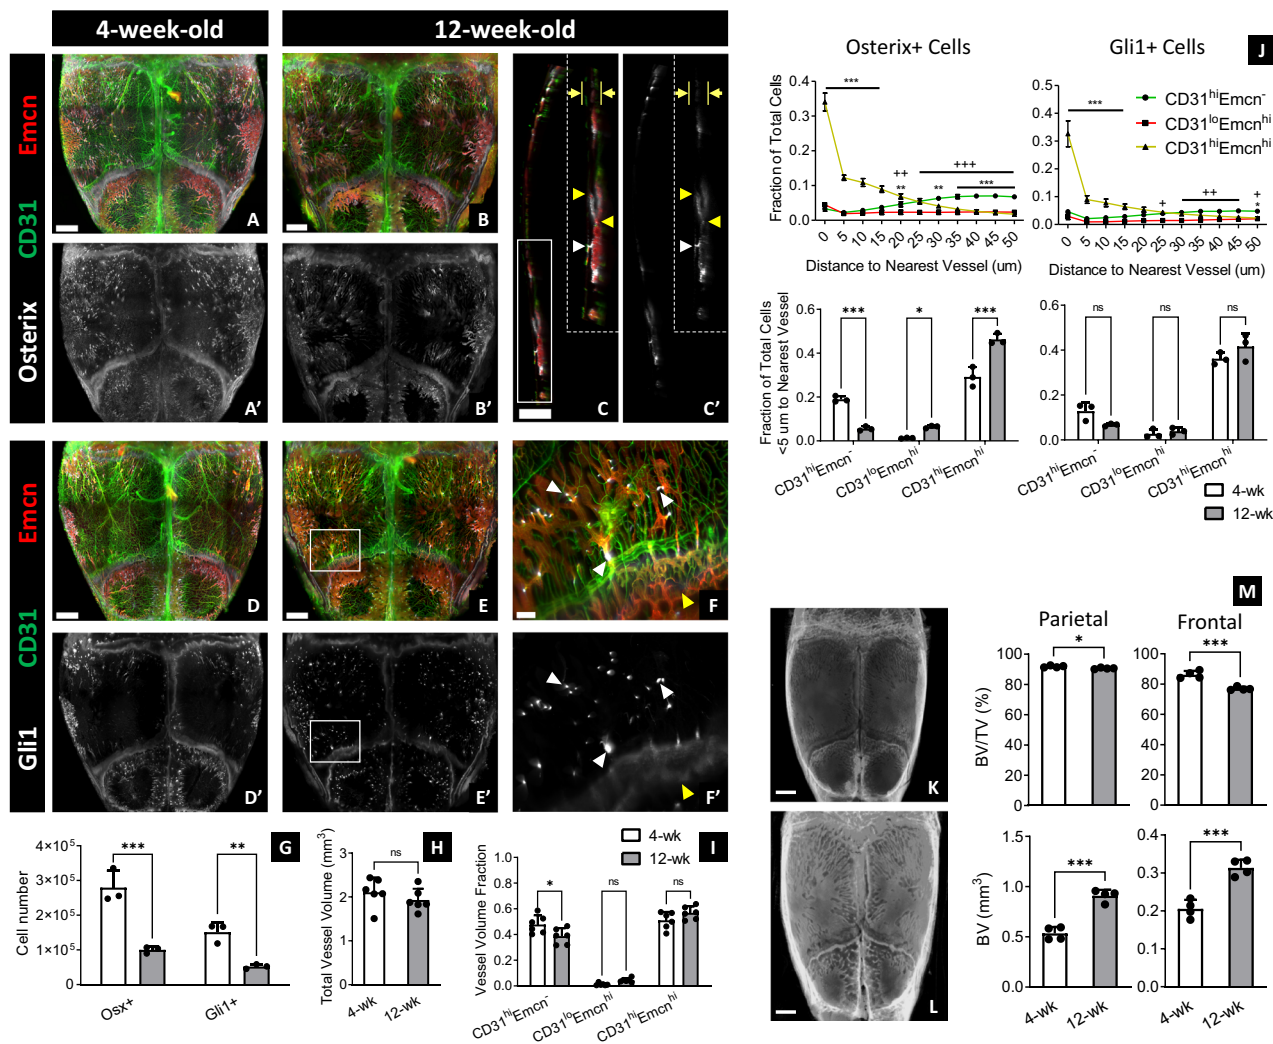 4-week-old
12-week-old
CD31 Emcn
A
B
C
C’
Osterix
A’
B’
CD31 Emcn
D
E
F
Gli1
D’
E’
F’
G
Cell number
4×10⁵
3×10⁵
2×10⁵
1×10⁵
0
***
**
Osx+
Gli1+
H
Total Vessel Volume (mm³)
3
2
1
0
ns
4-wk
12-wk
4-wk
12-wk
I
Vessel Volume Fraction
1.0
0.8
0.6
0.4
0.2
0.0
*
ns
ns
CD31ʰⁱEmcn⁻
CD31ˡᵒEmcnʰⁱ
CD31ʰⁱEmcnʰⁱ
J
Osterix+ Cells
Gli1+ Cells
Fraction of Total Cells
0.4
0.3
0.2
0.1
0.0
***
++
**
**
+++
***
0 5 10 15 20 25 30 35 40 45 50
Distance to Nearest Vessel (um)
0.5
0.4
0.3
0.2
0.1
0.0
***
+
++
+
*
CD31ʰⁱEmcn⁻
CD31ˡᵒEmcnʰⁱ
CD31ʰⁱEmcnʰⁱ
0 5 10 15 20 25 30 35 40 45 50
Distance to Nearest Vessel (um)
Fraction of Total Cells
<5 um to Nearest Vessel
0.6
0.4
0.2
0.0
***
*
***
CD31ʰⁱEmcn⁻
CD31ˡᵒEmcnʰⁱ
CD31ʰⁱEmcnʰⁱ
0.6
0.4
0.2
0.0
ns
ns
ns
CD31ʰⁱEmcn⁻
CD31ˡᵒEmcnʰⁱ
CD31ʰⁱEmcnʰⁱ
4-wk
12-wk
K
L
M
Parietal
Frontal
BV/TV (%)
100
80
60
40
20
0
*
100
80
60
40
20
0
***
BV (mm³)
1.5
1.0
0.5
0.0
***
4-wk
12-wk
0.4
0.3
0.2
0.1
0.0
***
4-wk
12-wk